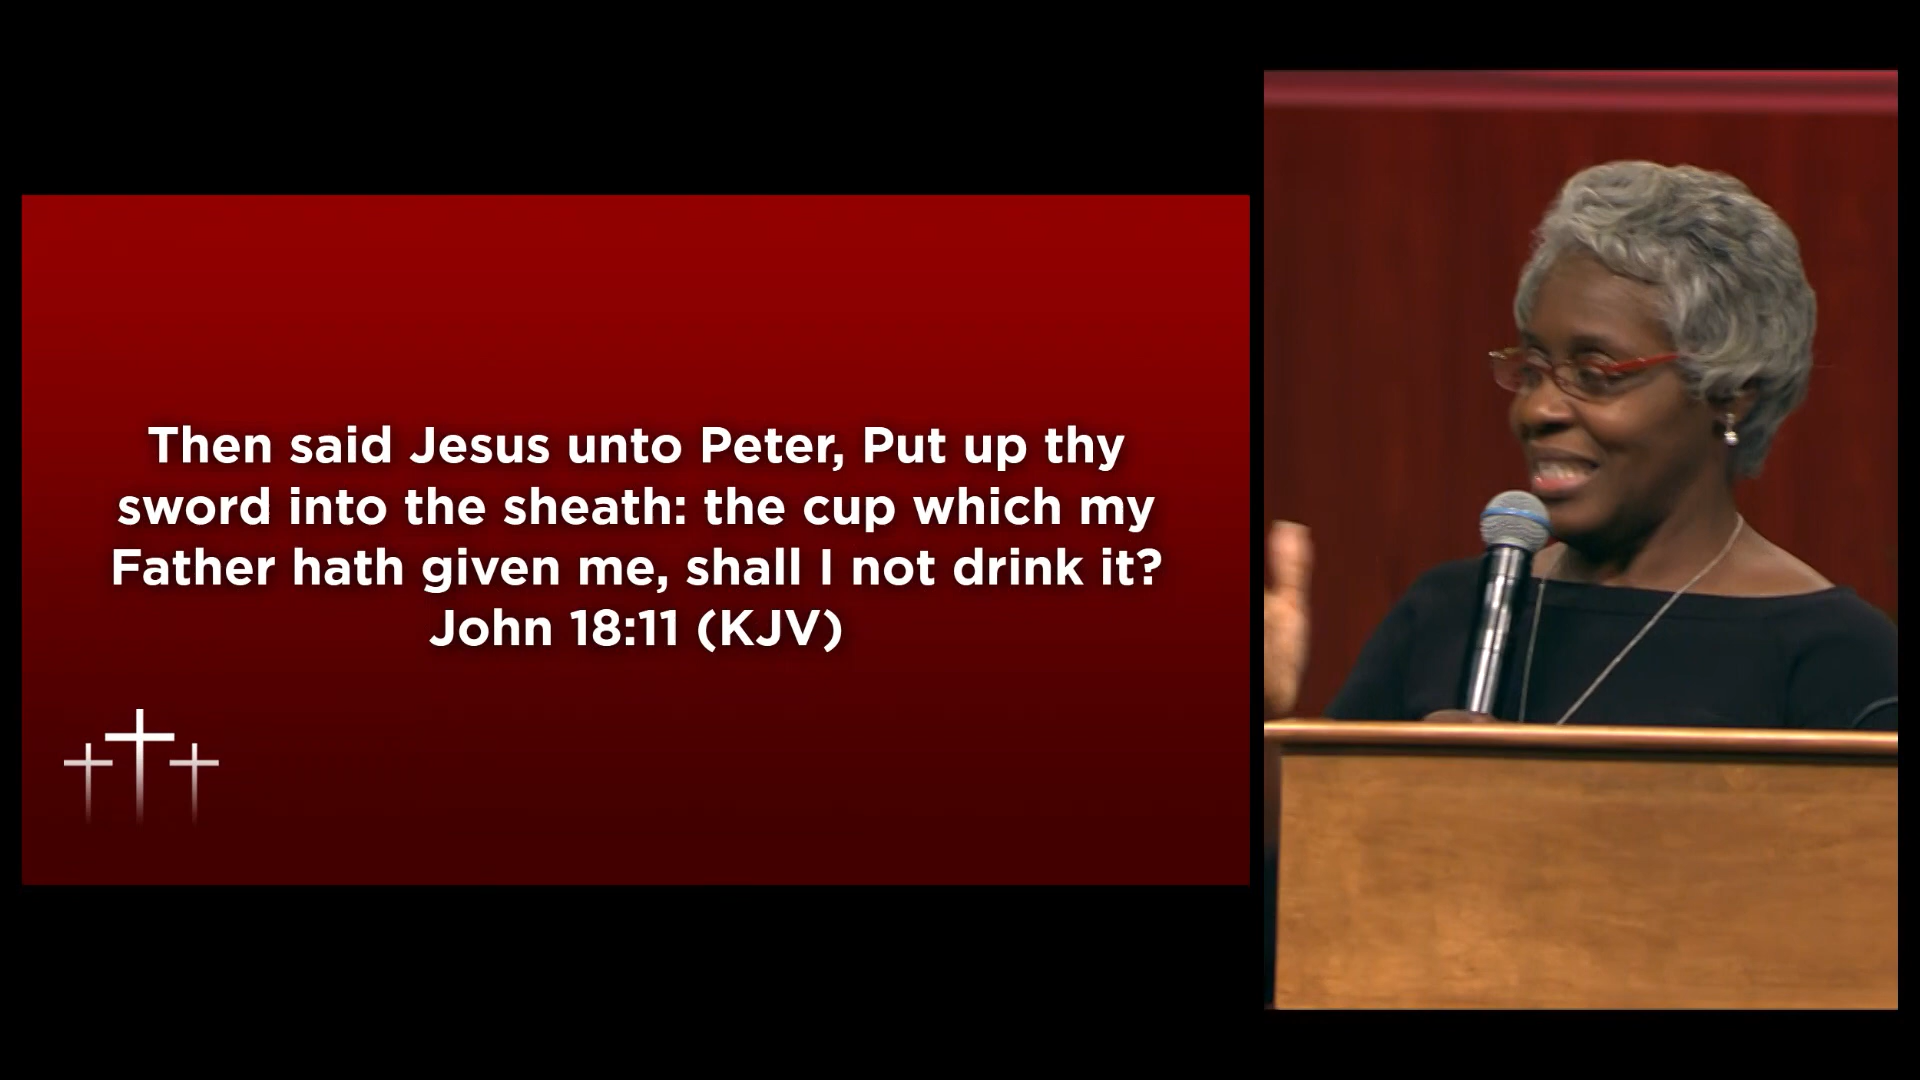 Then said Jesus unto Peter, Put up thy
sword into the sheath: the cup which my
Father hath given me, shall I not drink it?
John 18:11 (KJV)